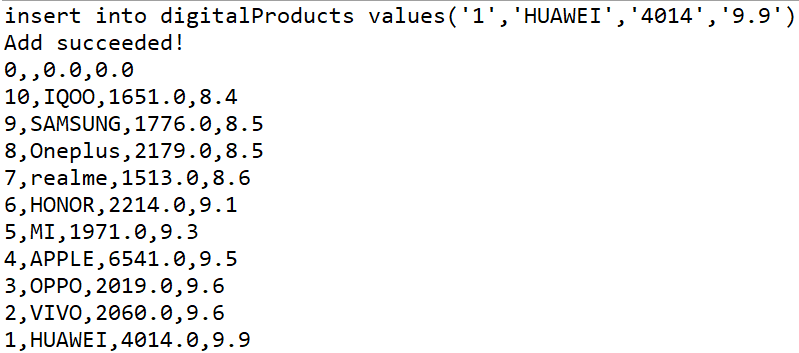 insert into digitalProducts values('1','HUAWEI','4014','9.9')
Add succeeded!
0,,0.0,0.0
10,IQOO,1651.0,8.4
9,SAMSUNG,1776.0,8.5
8,Oneplus,2179.0,8.5
7,realme,1513.0,8.6
6,HONOR,2214.0,9.1
5,MI,1971.0,9.3
4,APPLE,6541.0,9.5
3,OPPO,2019.0,9.6
2,VIVO,2060.0,9.6
1,HUAWEI,4014.0,9.9